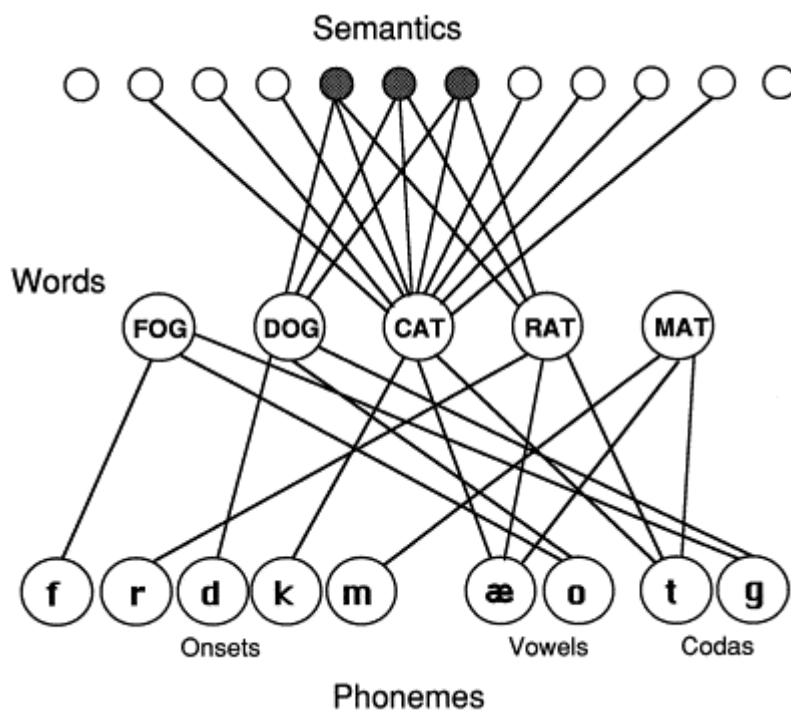 Semantics
Words
FOG DOG CAT RAT MAT
f r d k m æ o t g
Onsets Vowels Codas
Phonemes